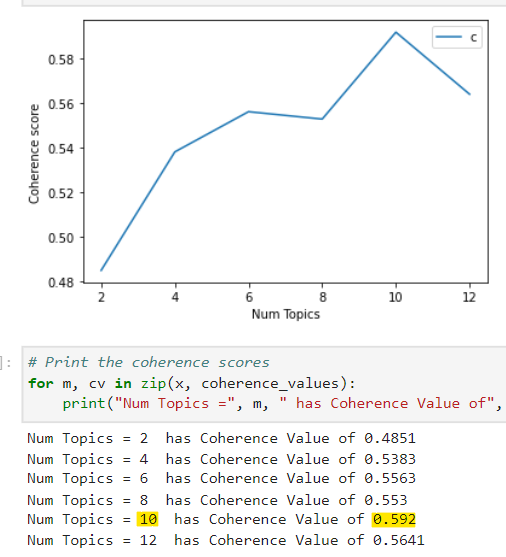 c
0.58
0.56
0.54
0.52
0.50
0.48
Coherence score
2 4 6 8 10 12
Num Topics
]:
# Print the coherence scores
for m, cv in zip(x, coherence_values):
    print("Num Topics =", m, " has Coherence Value of",
Num Topics = 2  has Coherence Value of 0.4851
Num Topics = 4  has Coherence Value of 0.5383
Num Topics = 6  has Coherence Value of 0.5563
Num Topics = 8  has Coherence Value of 0.553
Num Topics = 10  has Coherence Value of 0.592
Num Topics = 12  has Coherence Value of 0.5641